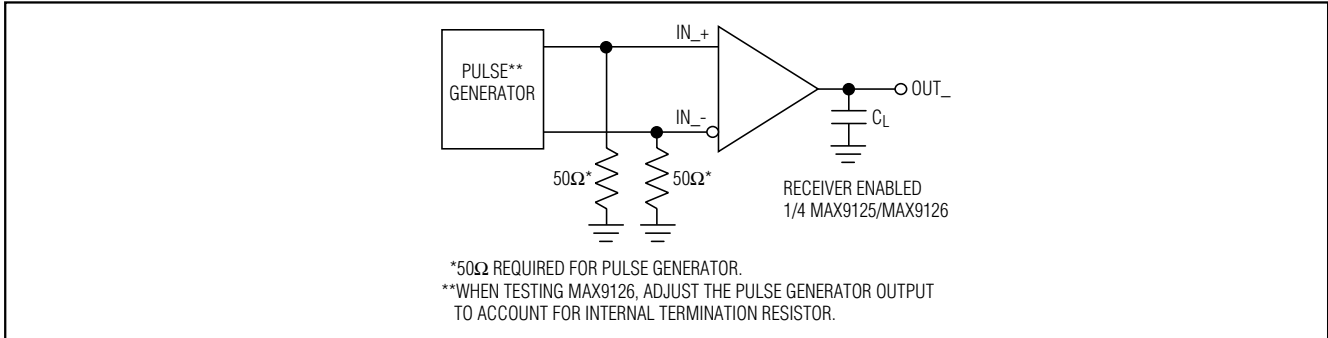 IN_+
PULSE**
GENERATOR
OUT_
IN_-
CL
50Ω*
50Ω*
RECEIVER ENABLED
1/4 MAX9125/MAX9126
*50Ω REQUIRED FOR PULSE GENERATOR.
**WHEN TESTING MAX9126, ADJUST THE PULSE GENERATOR OUTPUT
TO ACCOUNT FOR INTERNAL TERMINATION RESISTOR.